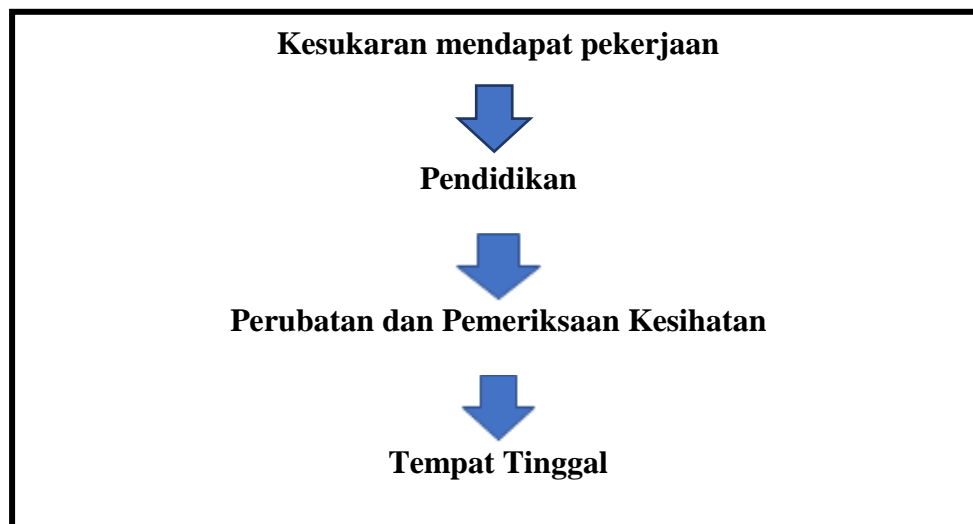 Kesukaran mendapat pekerjaan
Pendidikan
Perubatan dan Pemeriksaan Kesihatan
Tempat Tinggal